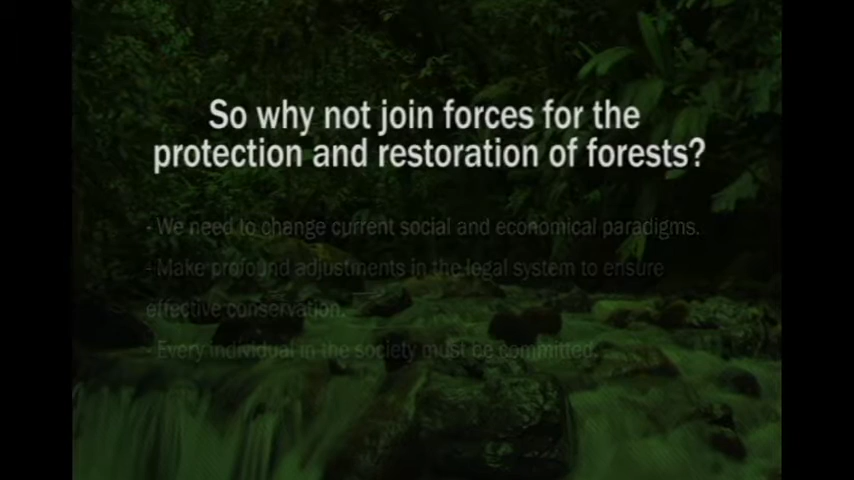 So why not join forces for the
protection and restoration of forests?
- We need to change current social and economical paradigms.
- Make profound adjustments in the legal system to ensure
effective conservation.
- Every individual in the society must be committed.